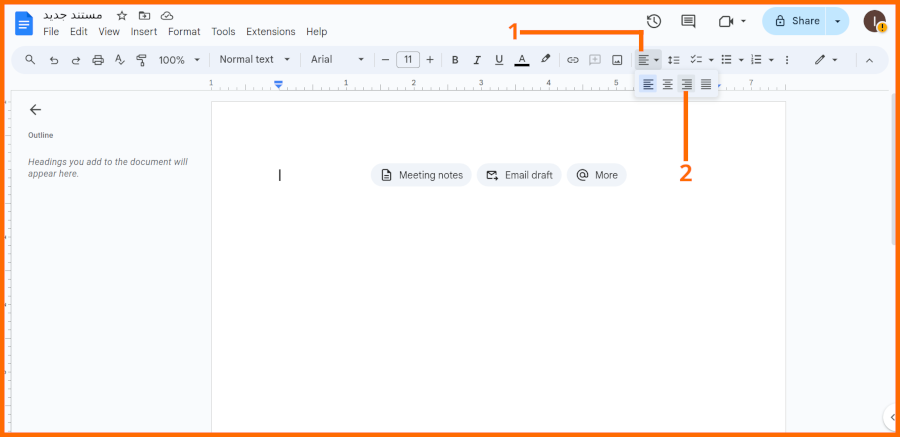 مستند جدید
File Edit View Insert Format Tools Extensions Help
Share
I
1
100% Normal text Arial 11 B I U A
1 1 2 3 4 5 7
Outline
Headings you add to the document will
appear here.
Meeting notes Email draft @ More
2